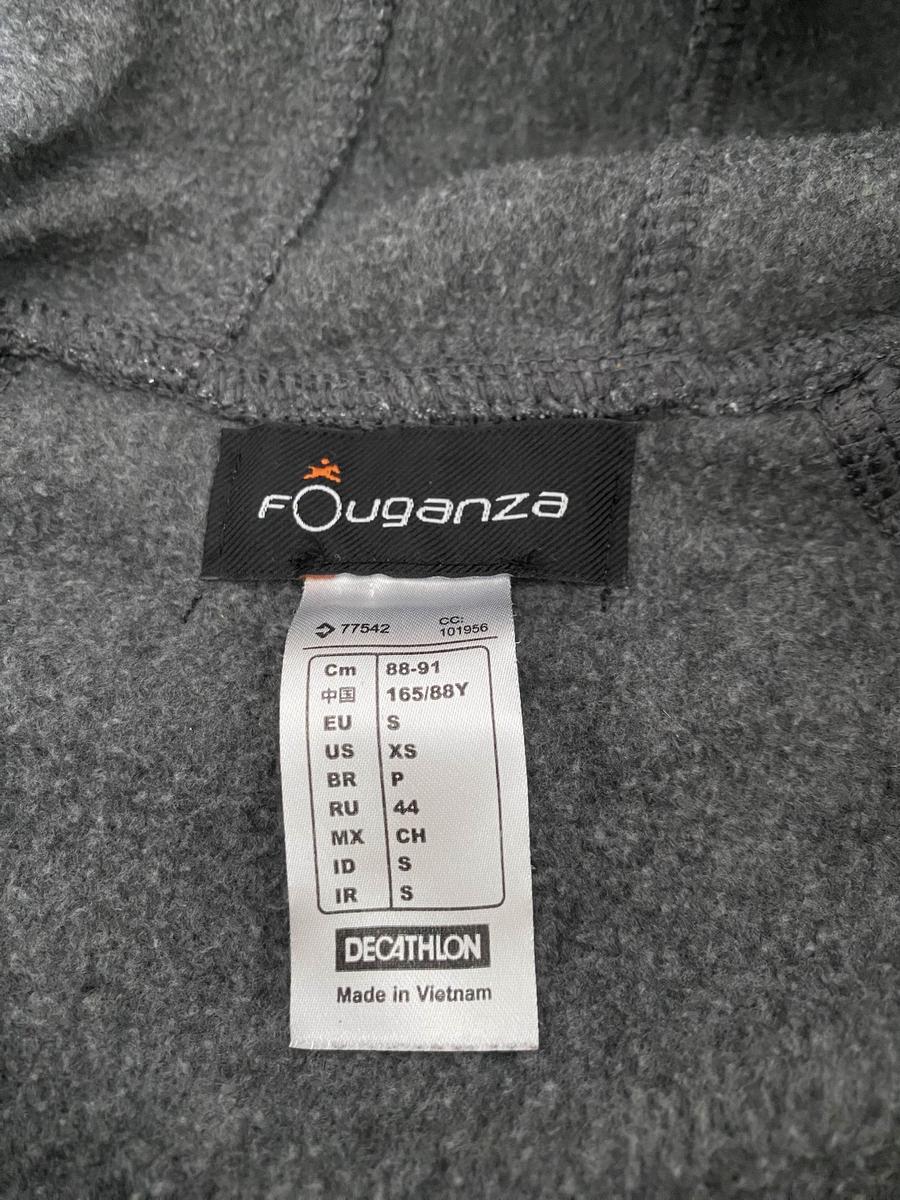 Fouganza
77542 CC: 101956
Cm 88-91
中国 165/88Y
EU S
US XS
BR P
RU 44
MX CH
ID S
IR S
DECATHLON
Made in Vietnam